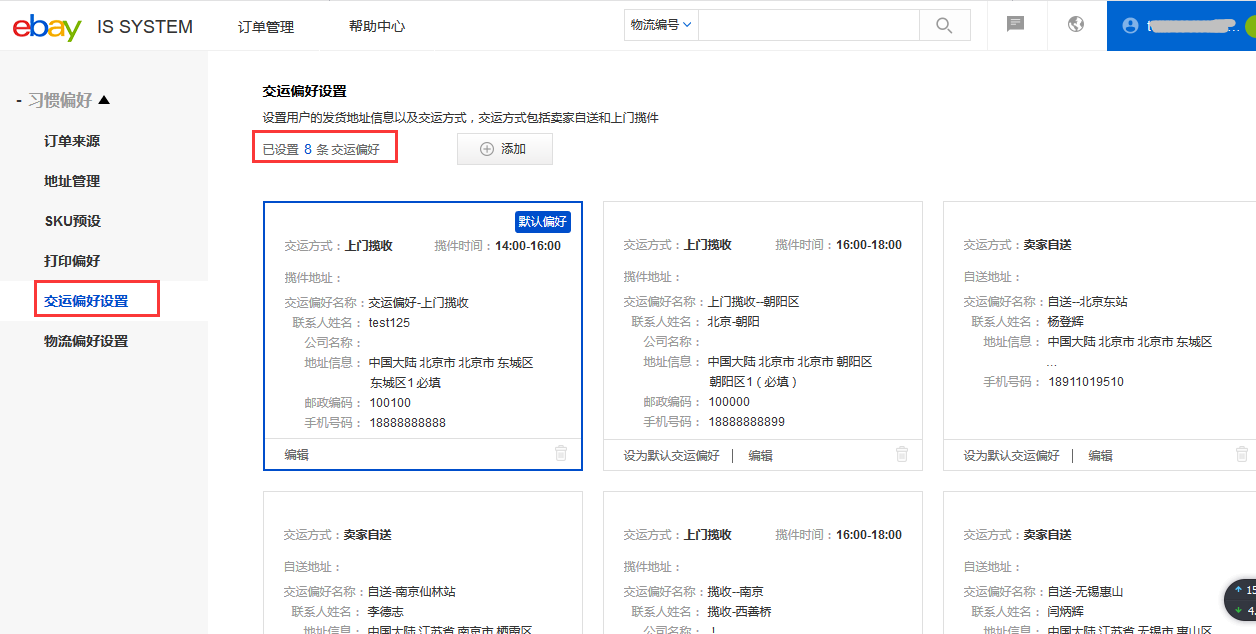 ebay IS SYSTEM 订单管理 帮助中心 物流编号
- 习惯偏好 ▲
订单来源
地址管理
SKU预设
打印偏好
交运偏好设置
物流偏好设置
交运偏好设置
设置用户的发货地址信息以及交运方式，交运方式包括卖家自送和上门揽件
已设置 8 条 交运偏好 添加
默认偏好
交运方式：上门揽收 揽件时间：14:00-16:00
揽件地址：
交运偏好名称：交运偏好-上门揽收
联系人姓名：test125
公司名称：
地址信息：中国大陆 北京市 北京市 东城区
东城区1 必填
邮政编码：100100
手机号码：18888888888
编辑
交运方式：上门揽收 揽件时间：16:00-18:00
揽件地址：
交运偏好名称：上门揽收--朝阳区
联系人姓名：北京-朝阳
公司名称：
地址信息：中国大陆 北京市 北京市 朝阳区
朝阳区1（必填）
邮政编码：100000
手机号码：18888888899
设为默认交运偏好 | 编辑
交运方式：卖家自送
自送地址：
交运偏好名称：自送--北京东站
联系人姓名：杨登辉
地址信息：中国大陆 北京市 北京市 东城区
...
手机号码：18911019510
设为默认交运偏好 | 编辑
交运方式：卖家自送
自送地址：
交运偏好名称：自送-南京仙林站
联系人姓名：李德志
地址信息：中国大陆 江苏省 南京市 栖霞区
交运方式：上门揽收 揽件时间：16:00-18:00
揽件地址：
交运偏好名称：揽收--南京
联系人姓名：揽收-西善桥
公司名称：
交运方式：卖家自送
自送地址：
交运偏好名称：自送-无锡惠山
联系人姓名：闫炳辉
地址信息：中国大陆 江苏省 无锡市 惠山区